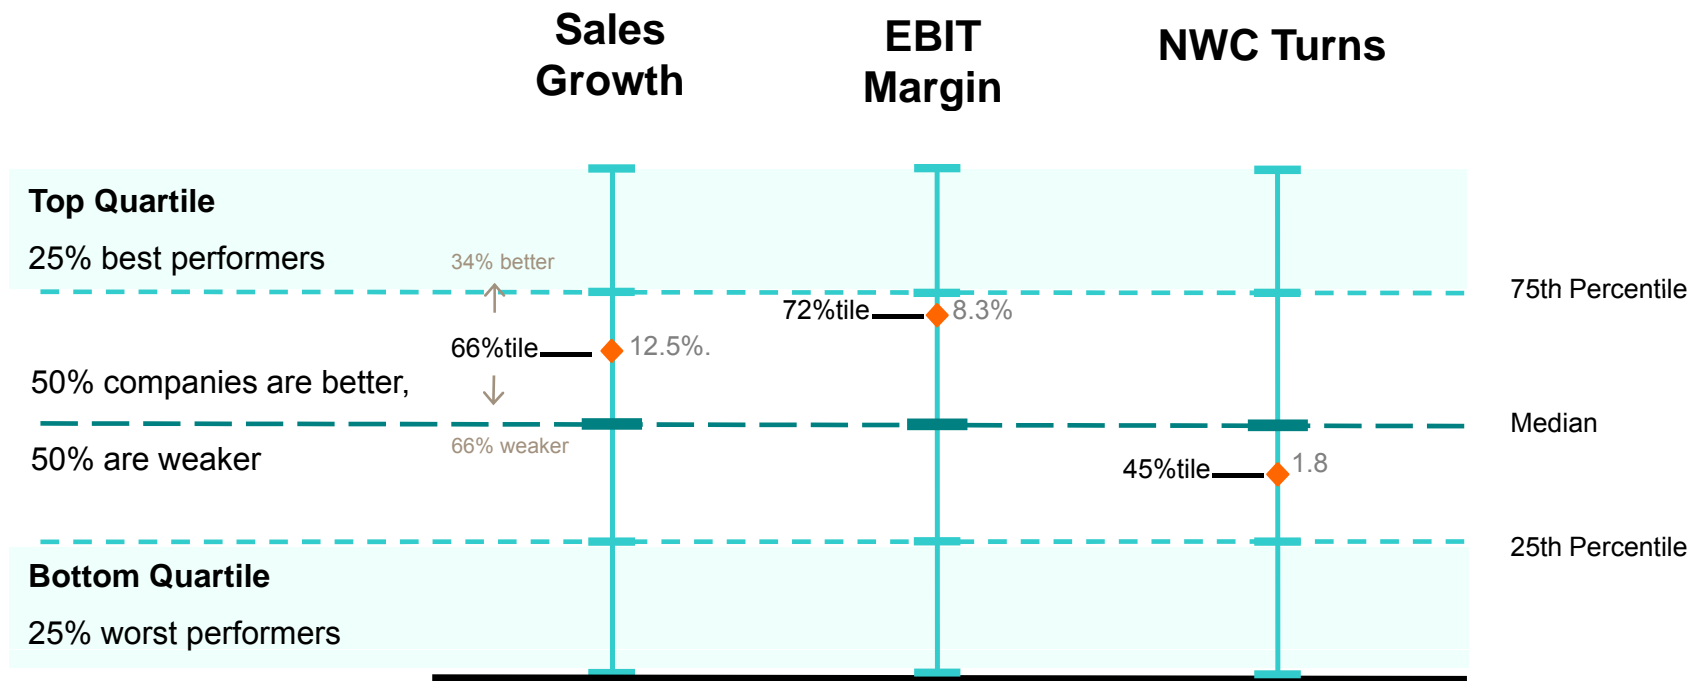 Sales
Growth
EBIT
Margin
NWC Turns
Top Quartile
25% best performers
34% better
75th Percentile
72%tile
8.3%
66%tile
12.5%.
50% companies are better,
Median
66% weaker
50% are weaker
45%tile
1.8
25th Percentile
Bottom Quartile
25% worst performers